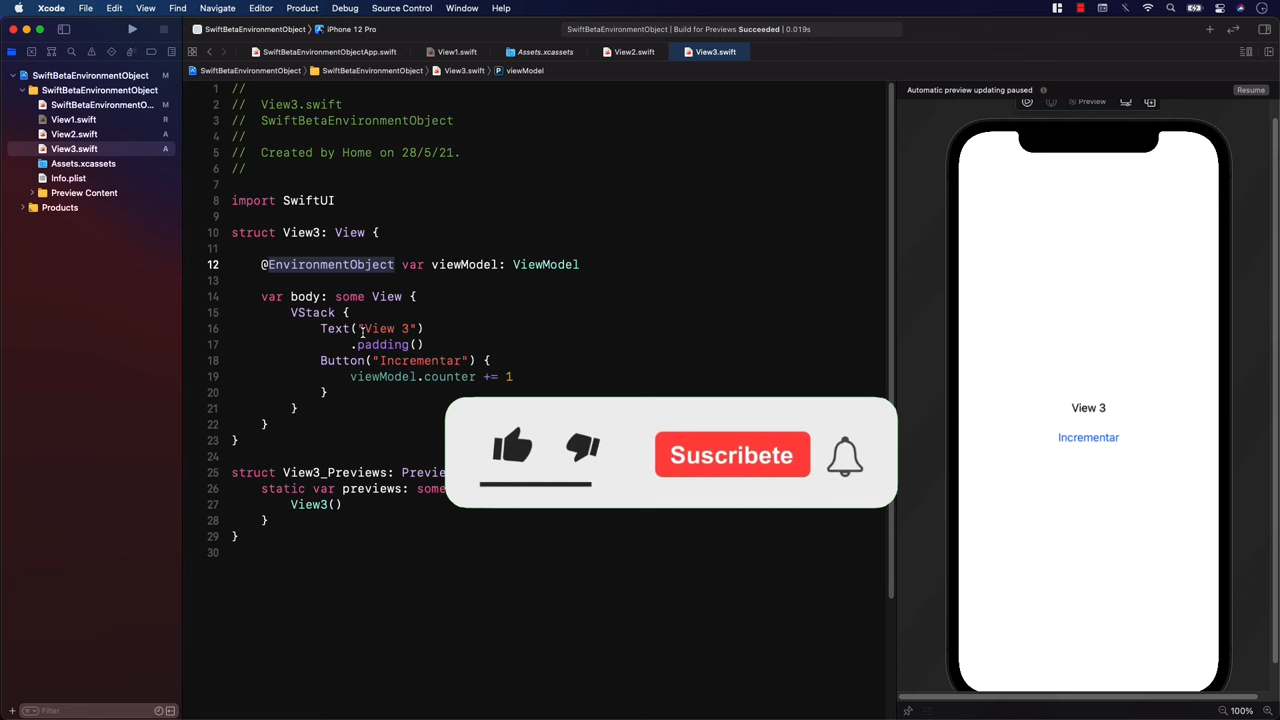 Xcode File Edit View Find Navigate Editor Product Debug Source Control Window Help
SwiftBetaEnvironmentObject › iPhone 12 Pro
SwiftBetaEnvironmentObject | Build for Previews Succeeded | 0.019s
SwiftBetaEnvironmentObjectApp.swift View1.swift Assets.xcassets View2.swift View3.swift
SwiftBetaEnvironmentObject › SwiftBetaEnvironmentObject › View3.swift › P viewModel
SwiftBetaEnvironmentObject M
SwiftBetaEnvironmentObject
SwiftBetaEnvironmentO... M
View1.swift R
View2.swift A
View3.swift A
Assets.xcassets
Info.plist
Preview Content
Products
Filter
1 //
2 // View3.swift
3 // SwiftBetaEnvironmentObject
4 //
5 // Created by Home on 28/5/21.
6 //
7
8 import SwiftUI
9
10 struct View3: View {
11
12 @EnvironmentObject var viewModel: ViewModel
13
14 var body: some View {
15 VStack {
16 Text("View 3")
17 .padding()
18 Button("Incrementar") {
19 viewModel.counter += 1
20 }
21 }
22 }
23 }
24
25 struct View3_Previews: Previe
26 static var previews: some
27 View3()
28 }
29 }
30
Suscribete
Automatic preview updating paused Resume
Preview
View 3
Incrementar
100%